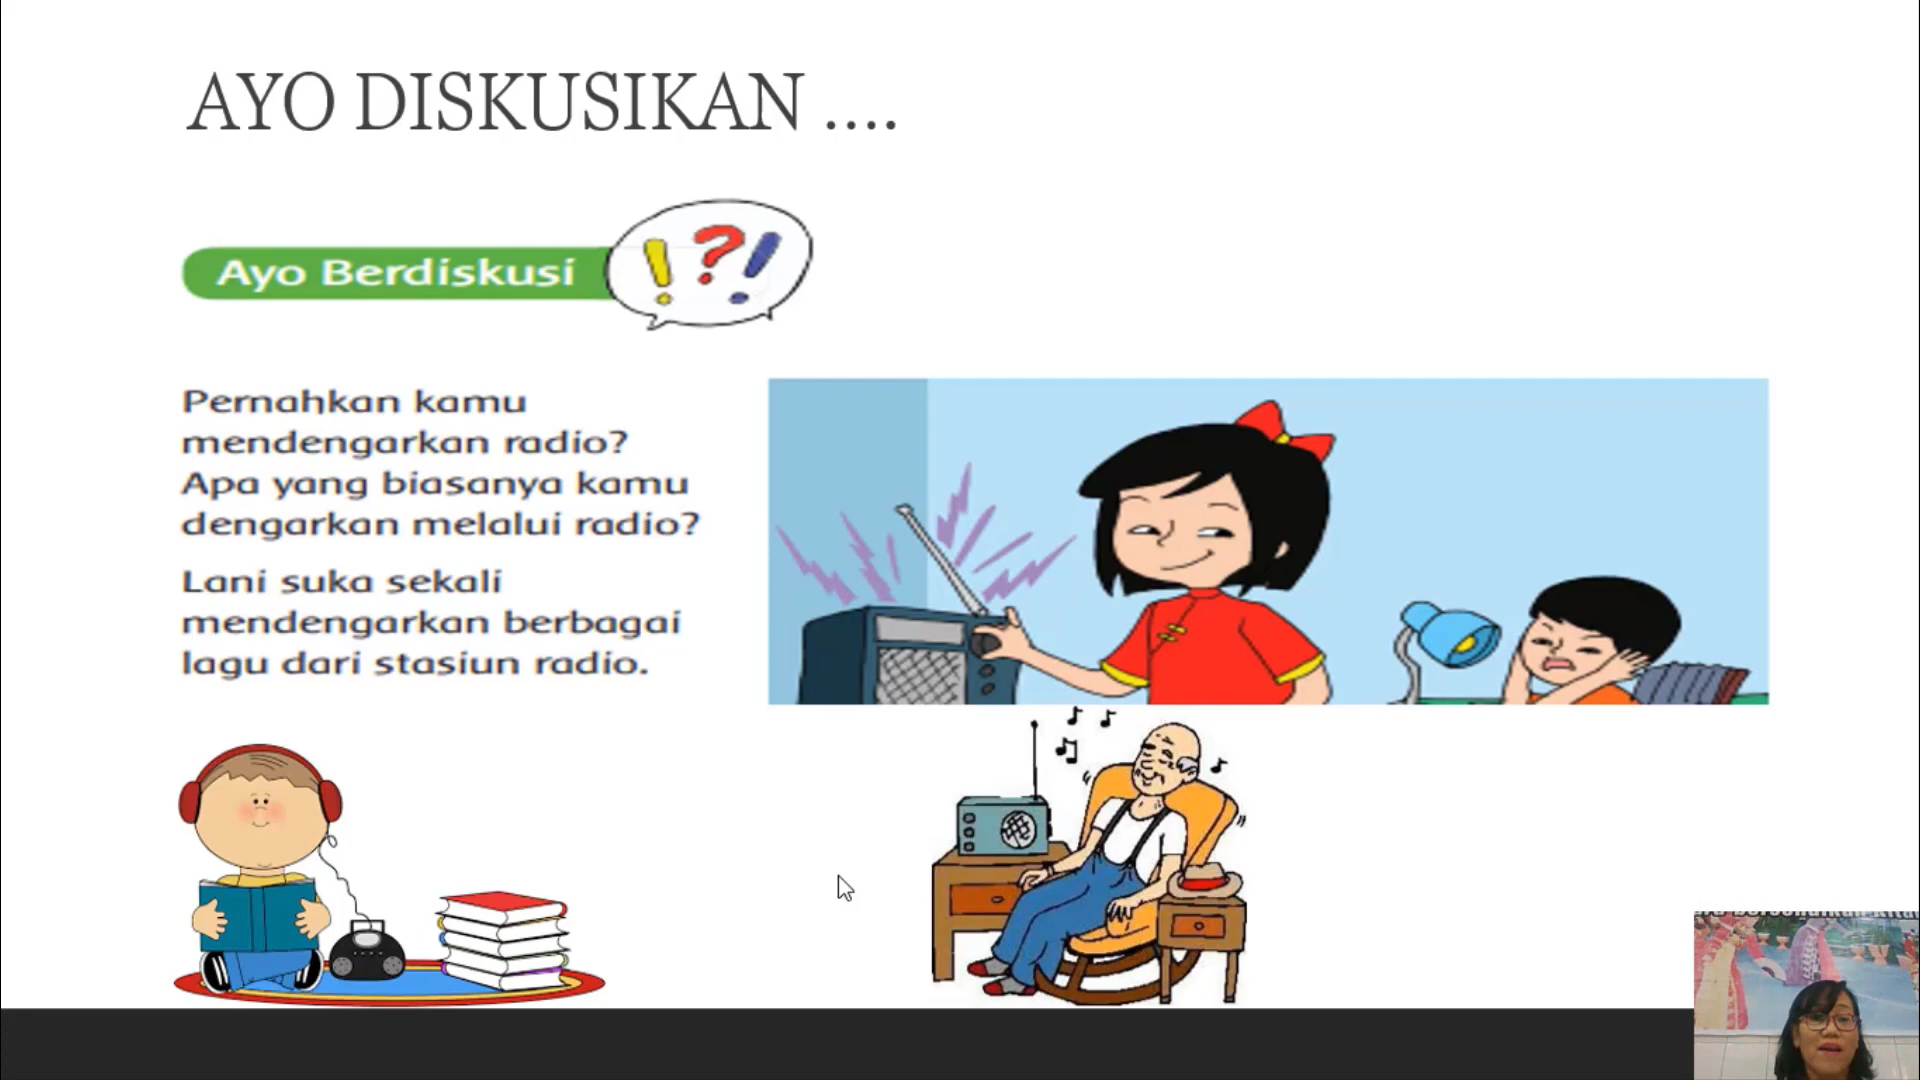 AYO DISKUSIKAN ....
Ayo Berdiskusi
!?!
Pernahkan kamu
mendengarkan radio?
Apa yang biasanya kamu
dengarkan melalui radio?
Lani suka sekali
mendengarkan berbagai
lagu dari stasiun radio.